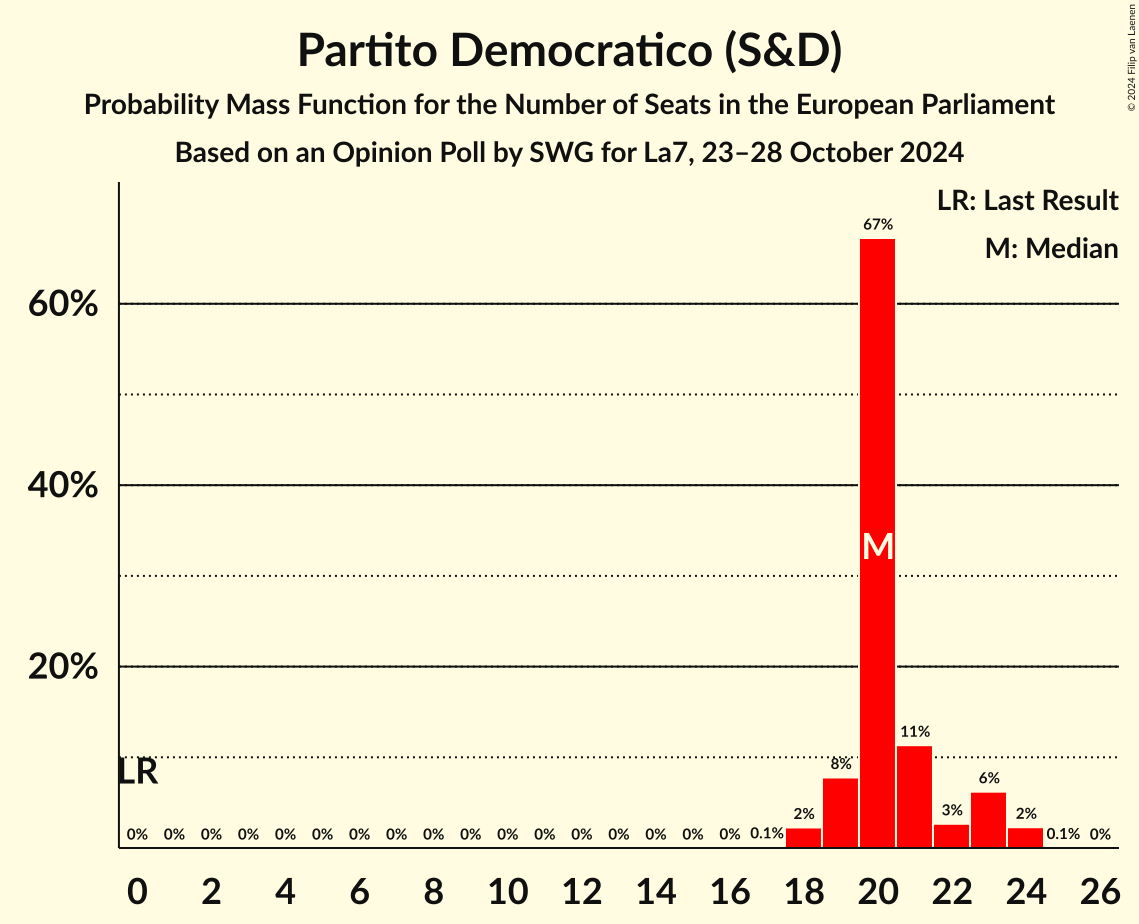 Partito Democratico (S&D)
Probability Mass Function for the Number of Seats in the European Parliament
Based on an Opinion Poll by SWG for La7, 23–28 October 2024
© 2024 Filip van Laenen
LR: Last Result
M: Median
67%
60%
40%
M
20%
11%
LR
8%
6%
2%
3%
2%
0% 0% 0% 0% 0% 0% 0% 0% 0% 0% 0% 0% 0% 0% 0% 0% 0% 0.1% 0.1% 0%
0 2 4 6 8 10 12 14 16 18 20 22 24 26